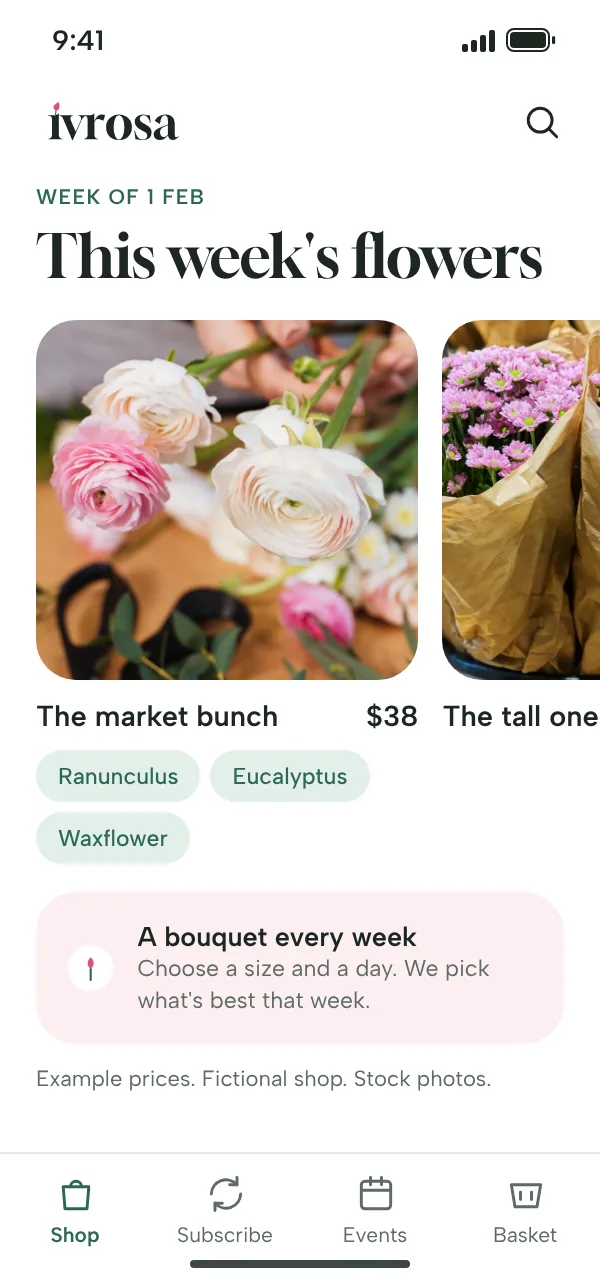 9:41
ivrosa
WEEK OF 1 FEB
This week's flowers
The market bunch $38
The tall one
Ranunculus
Eucalyptus
Waxflower
A bouquet every week
Choose a size and a day. We pick
what's best that week.
Example prices. Fictional shop. Stock photos.
Shop
Subscribe
Events
Basket